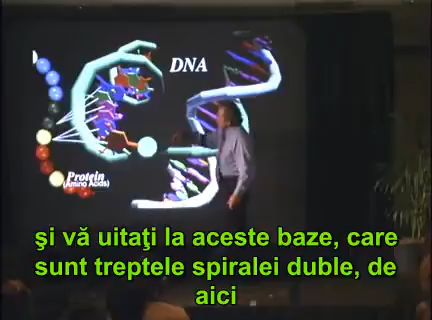 DNA
Protein
(Amino Acids)
şi vă uitaţi la aceste baze, care
sunt treptele spiralei duble, de
aici